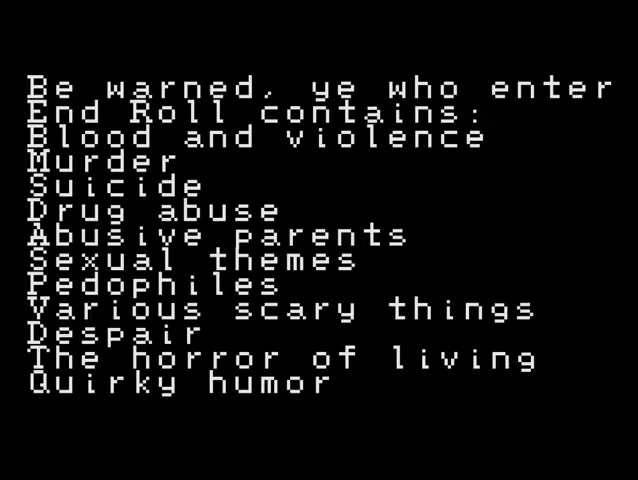 Be warned, ye who enter
End Roll contains:
Blood and violence
Murder
Suicide
Drug abuse
Abusive parents
Sexual themes
Pedophiles
Various scary things
Despair
The horror of living
Quirky humor